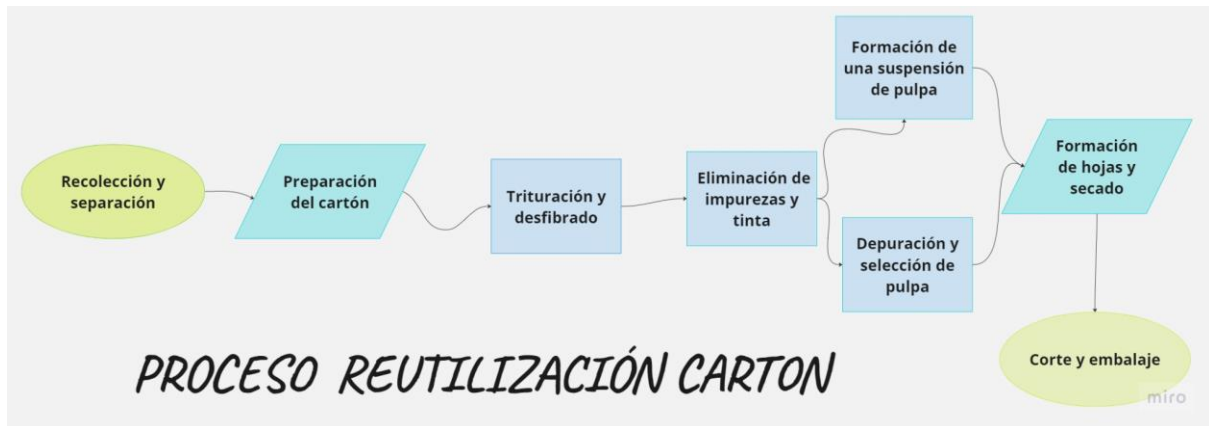 Recolección y
separación
Preparación
del cartón
Trituración y
desfibrado
Eliminación de
impurezas y
tinta
Formación de
una suspensión
de pulpa
Depuración y
selección de
pulpa
Formación
de hojas y
secado
Corte y embalaje
PROCESO REUTILIZACIÓN CARTON
miro